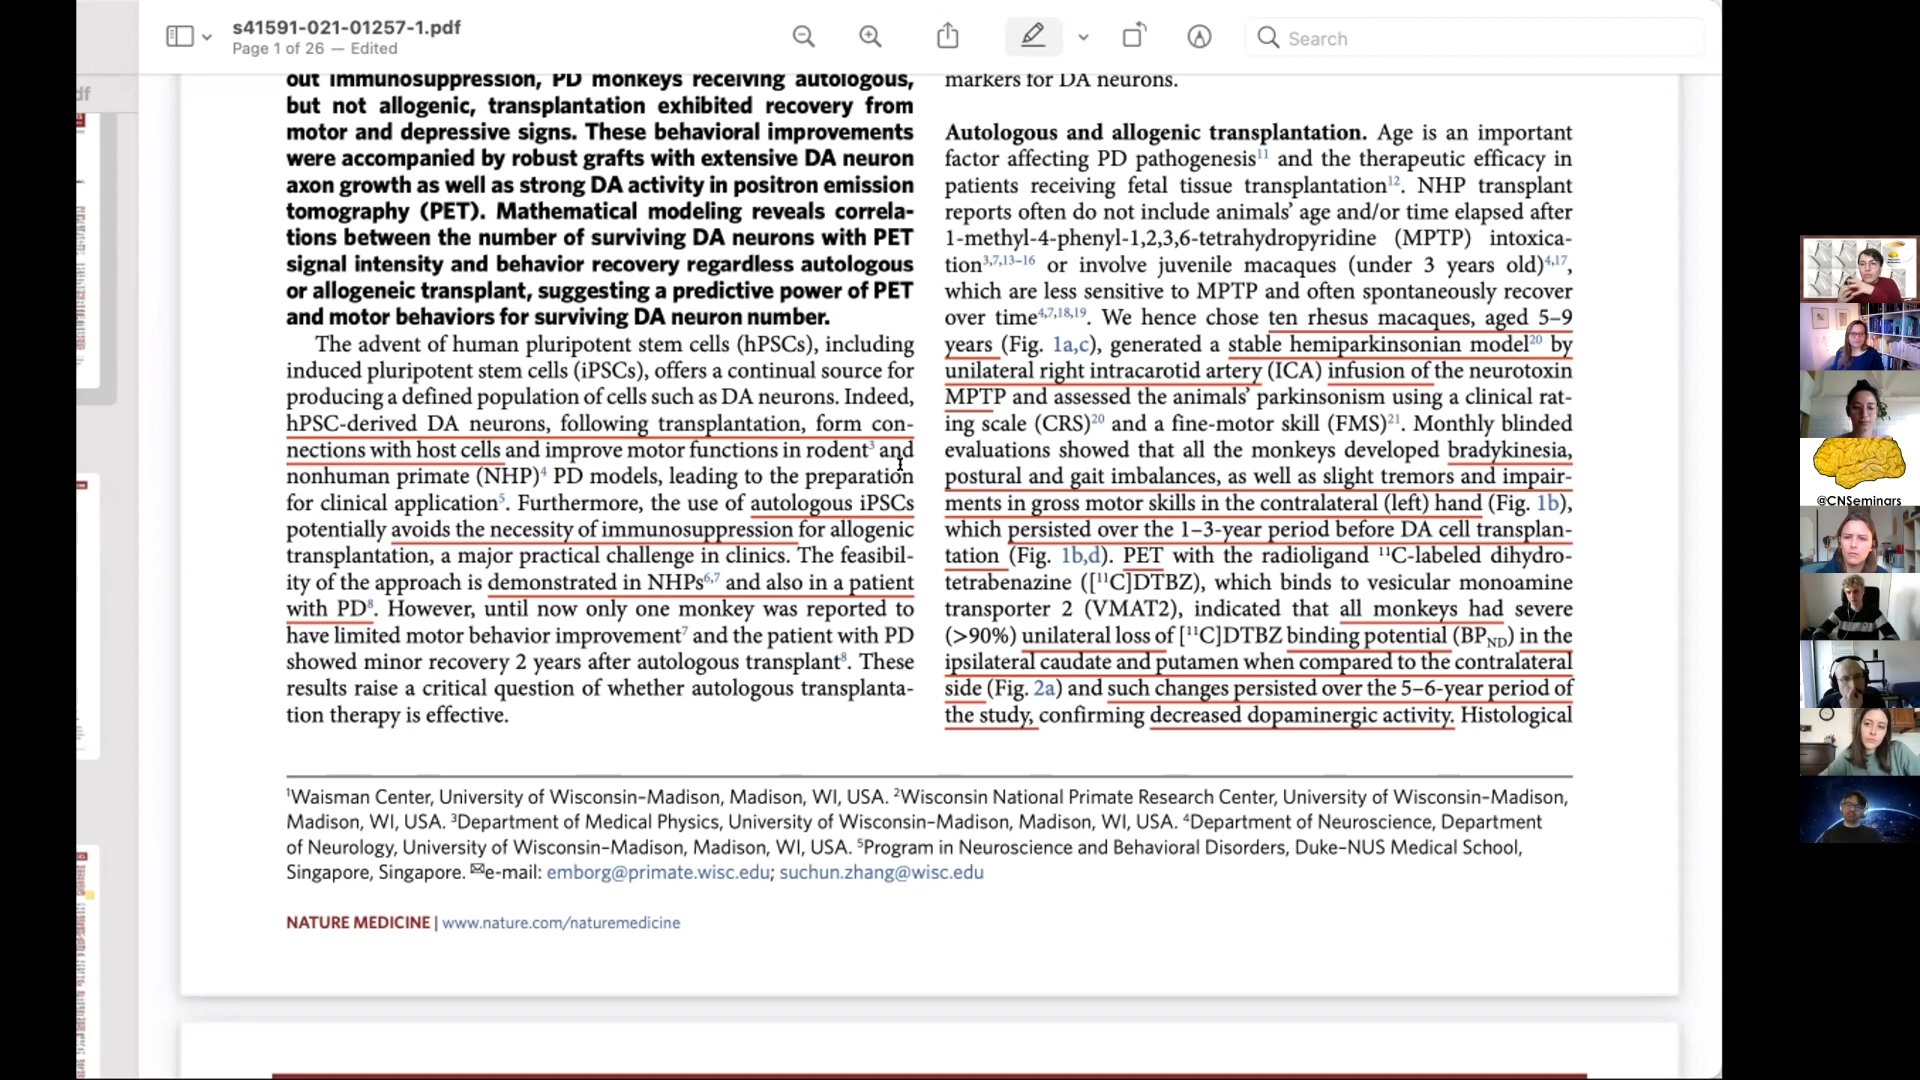 s41591-021-01257-1.pdf
Page 1 of 26 — Edited
Search
df
out immunosuppression, PD monkeys receiving autologous,
but not allogenic, transplantation exhibited recovery from
motor and depressive signs. These behavioral improvements
were accompanied by robust grafts with extensive DA neuron
axon growth as well as strong DA activity in positron emission
tomography (PET). Mathematical modeling reveals correla-
tions between the number of surviving DA neurons with PET
signal intensity and behavior recovery regardless autologous
or allogeneic transplant, suggesting a predictive power of PET
and motor behaviors for surviving DA neuron number.
The advent of human pluripotent stem cells (hPSCs), including
induced pluripotent stem cells (iPSCs), offers a continual source for
producing a defined population of cells such as DA neurons. Indeed,
hPSC-derived DA neurons, following transplantation, form con-
nections with host cells and improve motor functions in rodent3 and
nonhuman primate (NHP)4 PD models, leading to the preparation
for clinical application5. Furthermore, the use of autologous iPSCs
potentially avoids the necessity of immunosuppression for allogenic
transplantation, a major practical challenge in clinics. The feasibil-
ity of the approach is demonstrated in NHPs6,7 and also in a patient
with PD8. However, until now only one monkey was reported to
have limited motor behavior improvement7 and the patient with PD
showed minor recovery 2 years after autologous transplant8. These
results raise a critical question of whether autologous transplanta-
tion therapy is effective.
markers for DA neurons.
Autologous and allogenic transplantation. Age is an important
factor affecting PD pathogenesis11 and the therapeutic efficacy in
patients receiving fetal tissue transplantation12. NHP transplant
reports often do not include animals' age and/or time elapsed after
1-methyl-4-phenyl-1,2,3,6-tetrahydropyridine (MPTP) intoxica-
tion3,7,13–16 or involve juvenile macaques (under 3 years old)4,17,
which are less sensitive to MPTP and often spontaneously recover
over time4,7,18,19. We hence chose ten rhesus macaques, aged 5–9
years (Fig. 1a,c), generated a stable hemiparkinsonian model20 by
unilateral right intracarotid artery (ICA) infusion of the neurotoxin
MPTP and assessed the animals' parkinsonism using a clinical rat-
ing scale (CRS)20 and a fine-motor skill (FMS)21. Monthly blinded
evaluations showed that all the monkeys developed bradykinesia,
postural and gait imbalances, as well as slight tremors and impair-
ments in gross motor skills in the contralateral (left) hand (Fig. 1b),
which persisted over the 1–3-year period before DA cell transplan-
tation (Fig. 1b,d). PET with the radioligand 11C-labeled dihydro-
tetrabenazine ([11C]DTBZ), which binds to vesicular monoamine
transporter 2 (VMAT2), indicated that all monkeys had severe
(>90%) unilateral loss of [11C]DTBZ binding potential (BPND) in the
ipsilateral caudate and putamen when compared to the contralateral
side (Fig. 2a) and such changes persisted over the 5–6-year period of
the study, confirming decreased dopaminergic activity. Histological
1Waisman Center, University of Wisconsin–Madison, Madison, WI, USA. 2Wisconsin National Primate Research Center, University of Wisconsin–Madison,
Madison, WI, USA. 3Department of Medical Physics, University of Wisconsin–Madison, Madison, WI, USA. 4Department of Neuroscience, Department
of Neurology, University of Wisconsin–Madison, Madison, WI, USA. 5Program in Neuroscience and Behavioral Disorders, Duke–NUS Medical School,
Singapore, Singapore. ✉e-mail: emborg@primate.wisc.edu; suchun.zhang@wisc.edu
NATURE MEDICINE | www.nature.com/naturemedicine
@CNSeminars